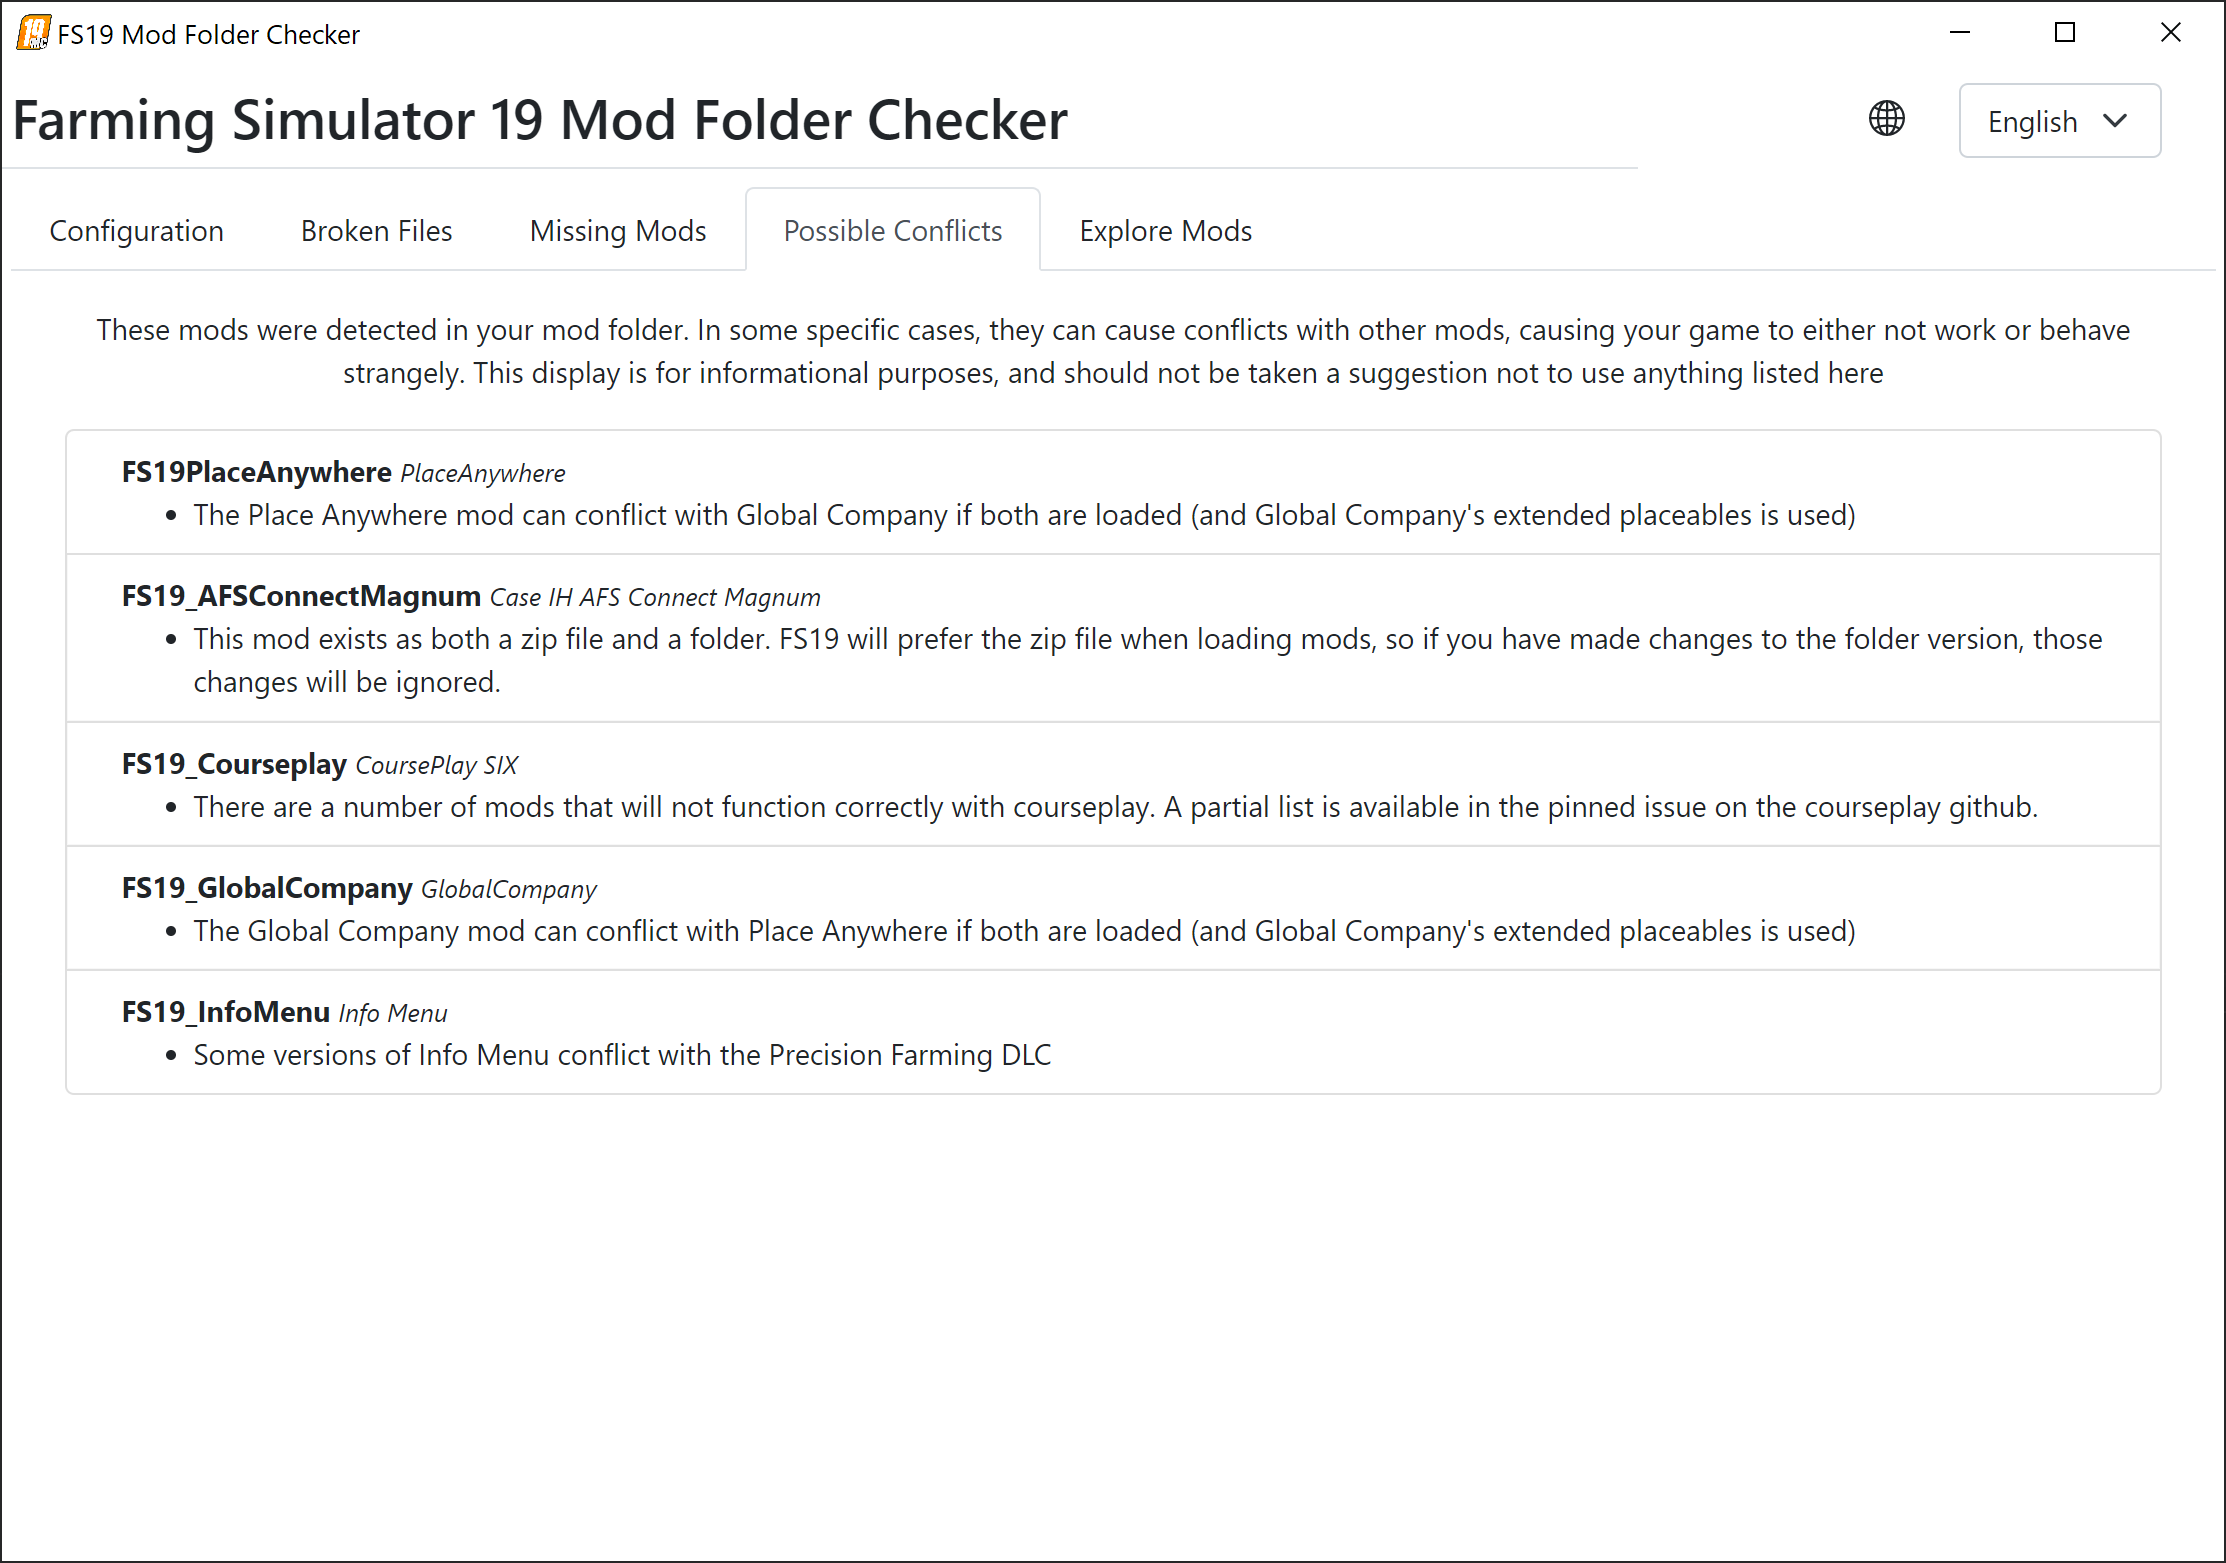 FS19 Mod Folder Checker
Farming Simulator 19 Mod Folder Checker
English
Configuration
Broken Files
Missing Mods
Possible Conflicts
Explore Mods
These mods were detected in your mod folder. In some specific cases, they can cause conflicts with other mods, causing your game to either not work or behave
strangely. This display is for informational purposes, and should not be taken a suggestion not to use anything listed here
FS19PlaceAnywhere PlaceAnywhere
• The Place Anywhere mod can conflict with Global Company if both are loaded (and Global Company's extended placeables is used)
FS19_AFSConnectMagnum Case IH AFS Connect Magnum
• This mod exists as both a zip file and a folder. FS19 will prefer the zip file when loading mods, so if you have made changes to the folder version, those
changes will be ignored.
FS19_Courseplay CoursePlay SIX
• There are a number of mods that will not function correctly with courseplay. A partial list is available in the pinned issue on the courseplay github.
FS19_GlobalCompany GlobalCompany
• The Global Company mod can conflict with Place Anywhere if both are loaded (and Global Company's extended placeables is used)
FS19_InfoMenu Info Menu
• Some versions of Info Menu conflict with the Precision Farming DLC